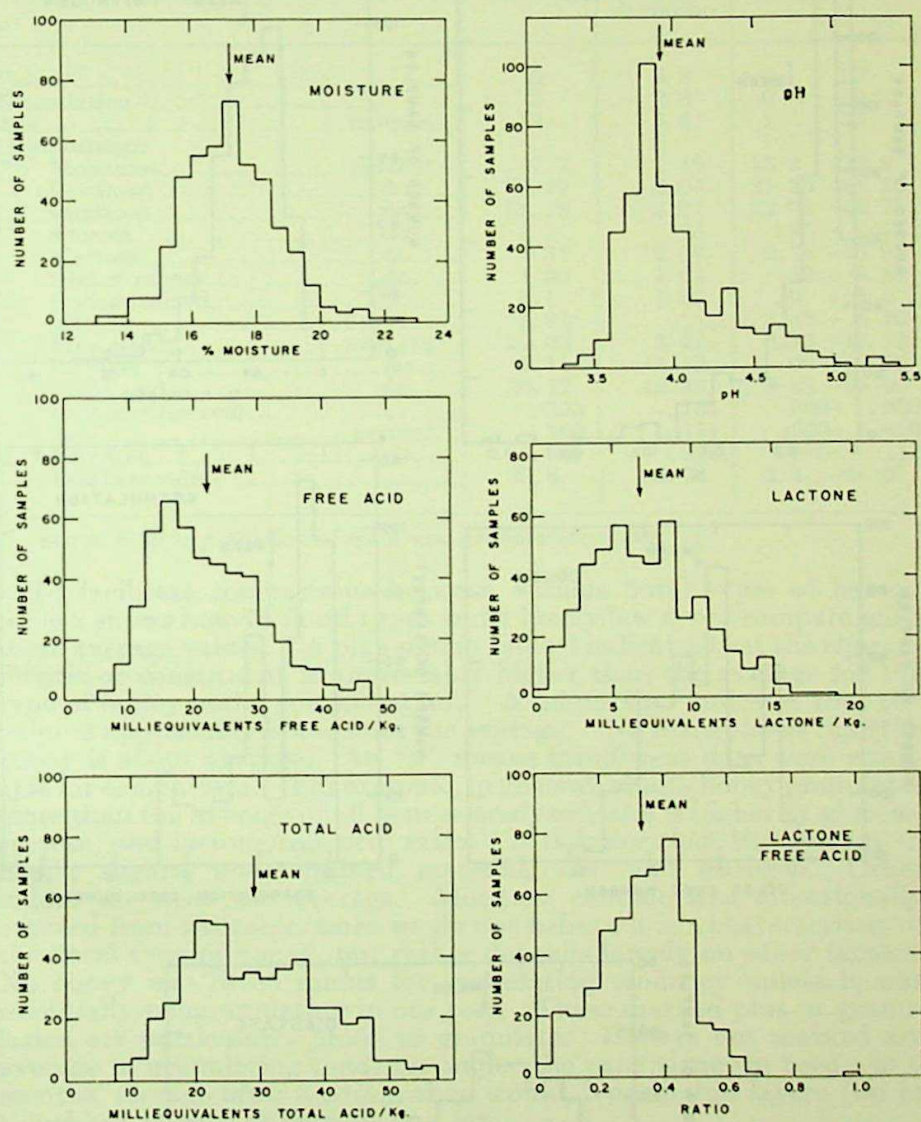 100
80
60
40
20
0
NUMBER OF SAMPLES
MEAN
MOISTURE
12 14 16 18 20 22 24
% MOISTURE
100
80
60
40
20
0
NUMBER OF SAMPLES
MEAN
pH
3.5 4.0 4.5 5.0 5.5
pH
100
80
60
40
20
0
NUMBER OF SAMPLES
MEAN
FREE ACID
0 10 20 30 40 50 60
MILLIEQUIVALENTS FREE ACID/Kg.
80
60
40
20
0
NUMBER OF SAMPLES
MEAN
LACTONE
0 5 10 15 20
MILLIEQUIVALENTS LACTONE/Kg.
100
80
60
40
20
0
NUMBER OF SAMPLES
MEAN
TOTAL ACID
0 10 20 30 40 50
MILLIEQUIVALENTS TOTAL ACID/Kg.
100
80
60
40
20
0
NUMBER OF SAMPLES
MEAN
LACTONE
FREE ACID
0.0 0.2 0.4 0.6 0.8 1.0
RATIO